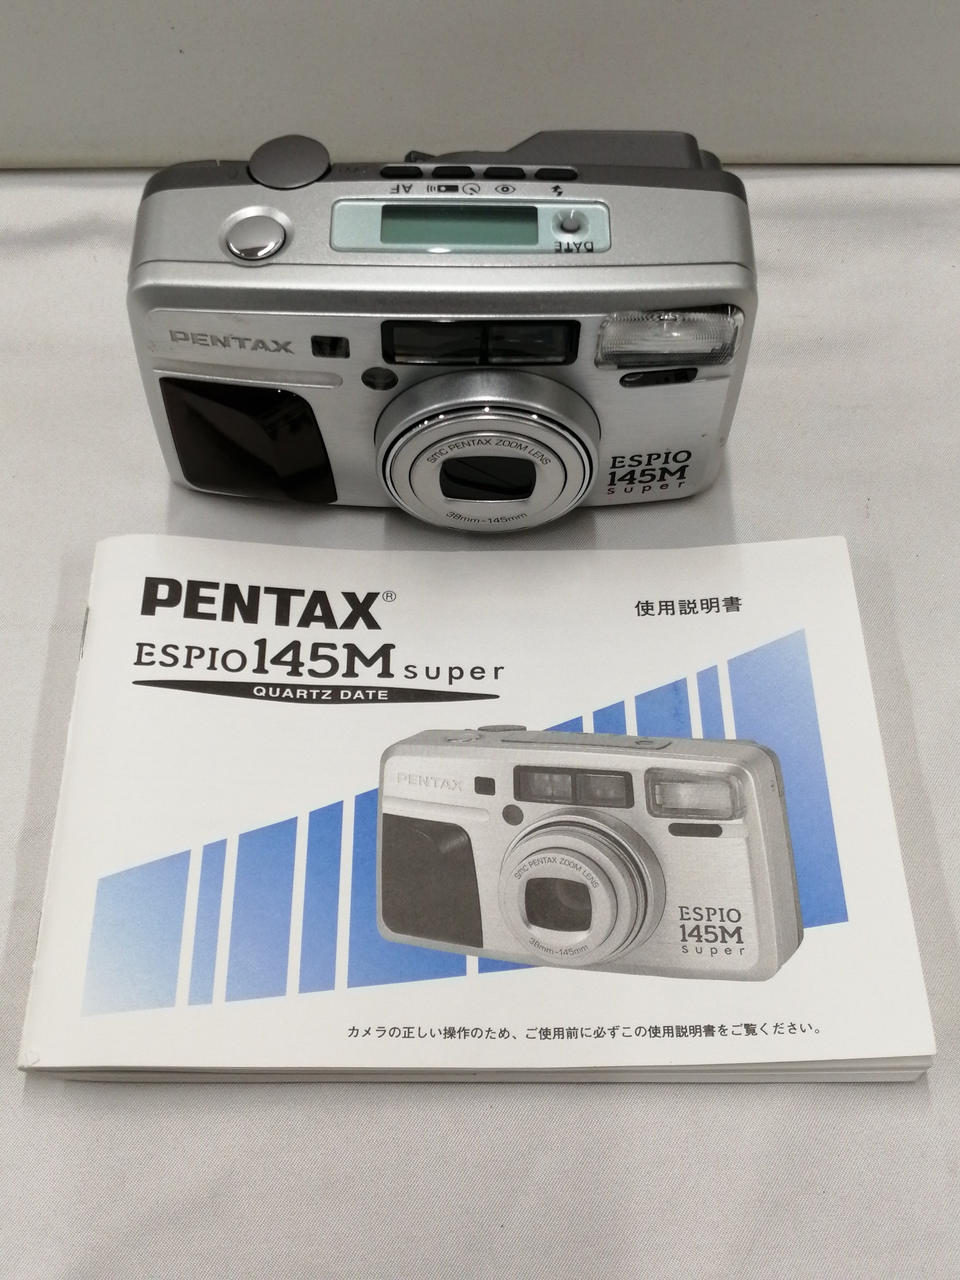 AF
DATE
PENTAX
smc PENTAX ZOOM LENS
38mm-145mm
ESPIO
145M
super
PENTAX®
使用説明書
ESPIO 145M super
QUARTZ DATE
PENTAX
smc PENTAX ZOOM LENS
38mm-145mm
ESPIO
145M
super
カメラの正しい操作のため、ご使用前に必ずこの使用説明書をご覧ください。